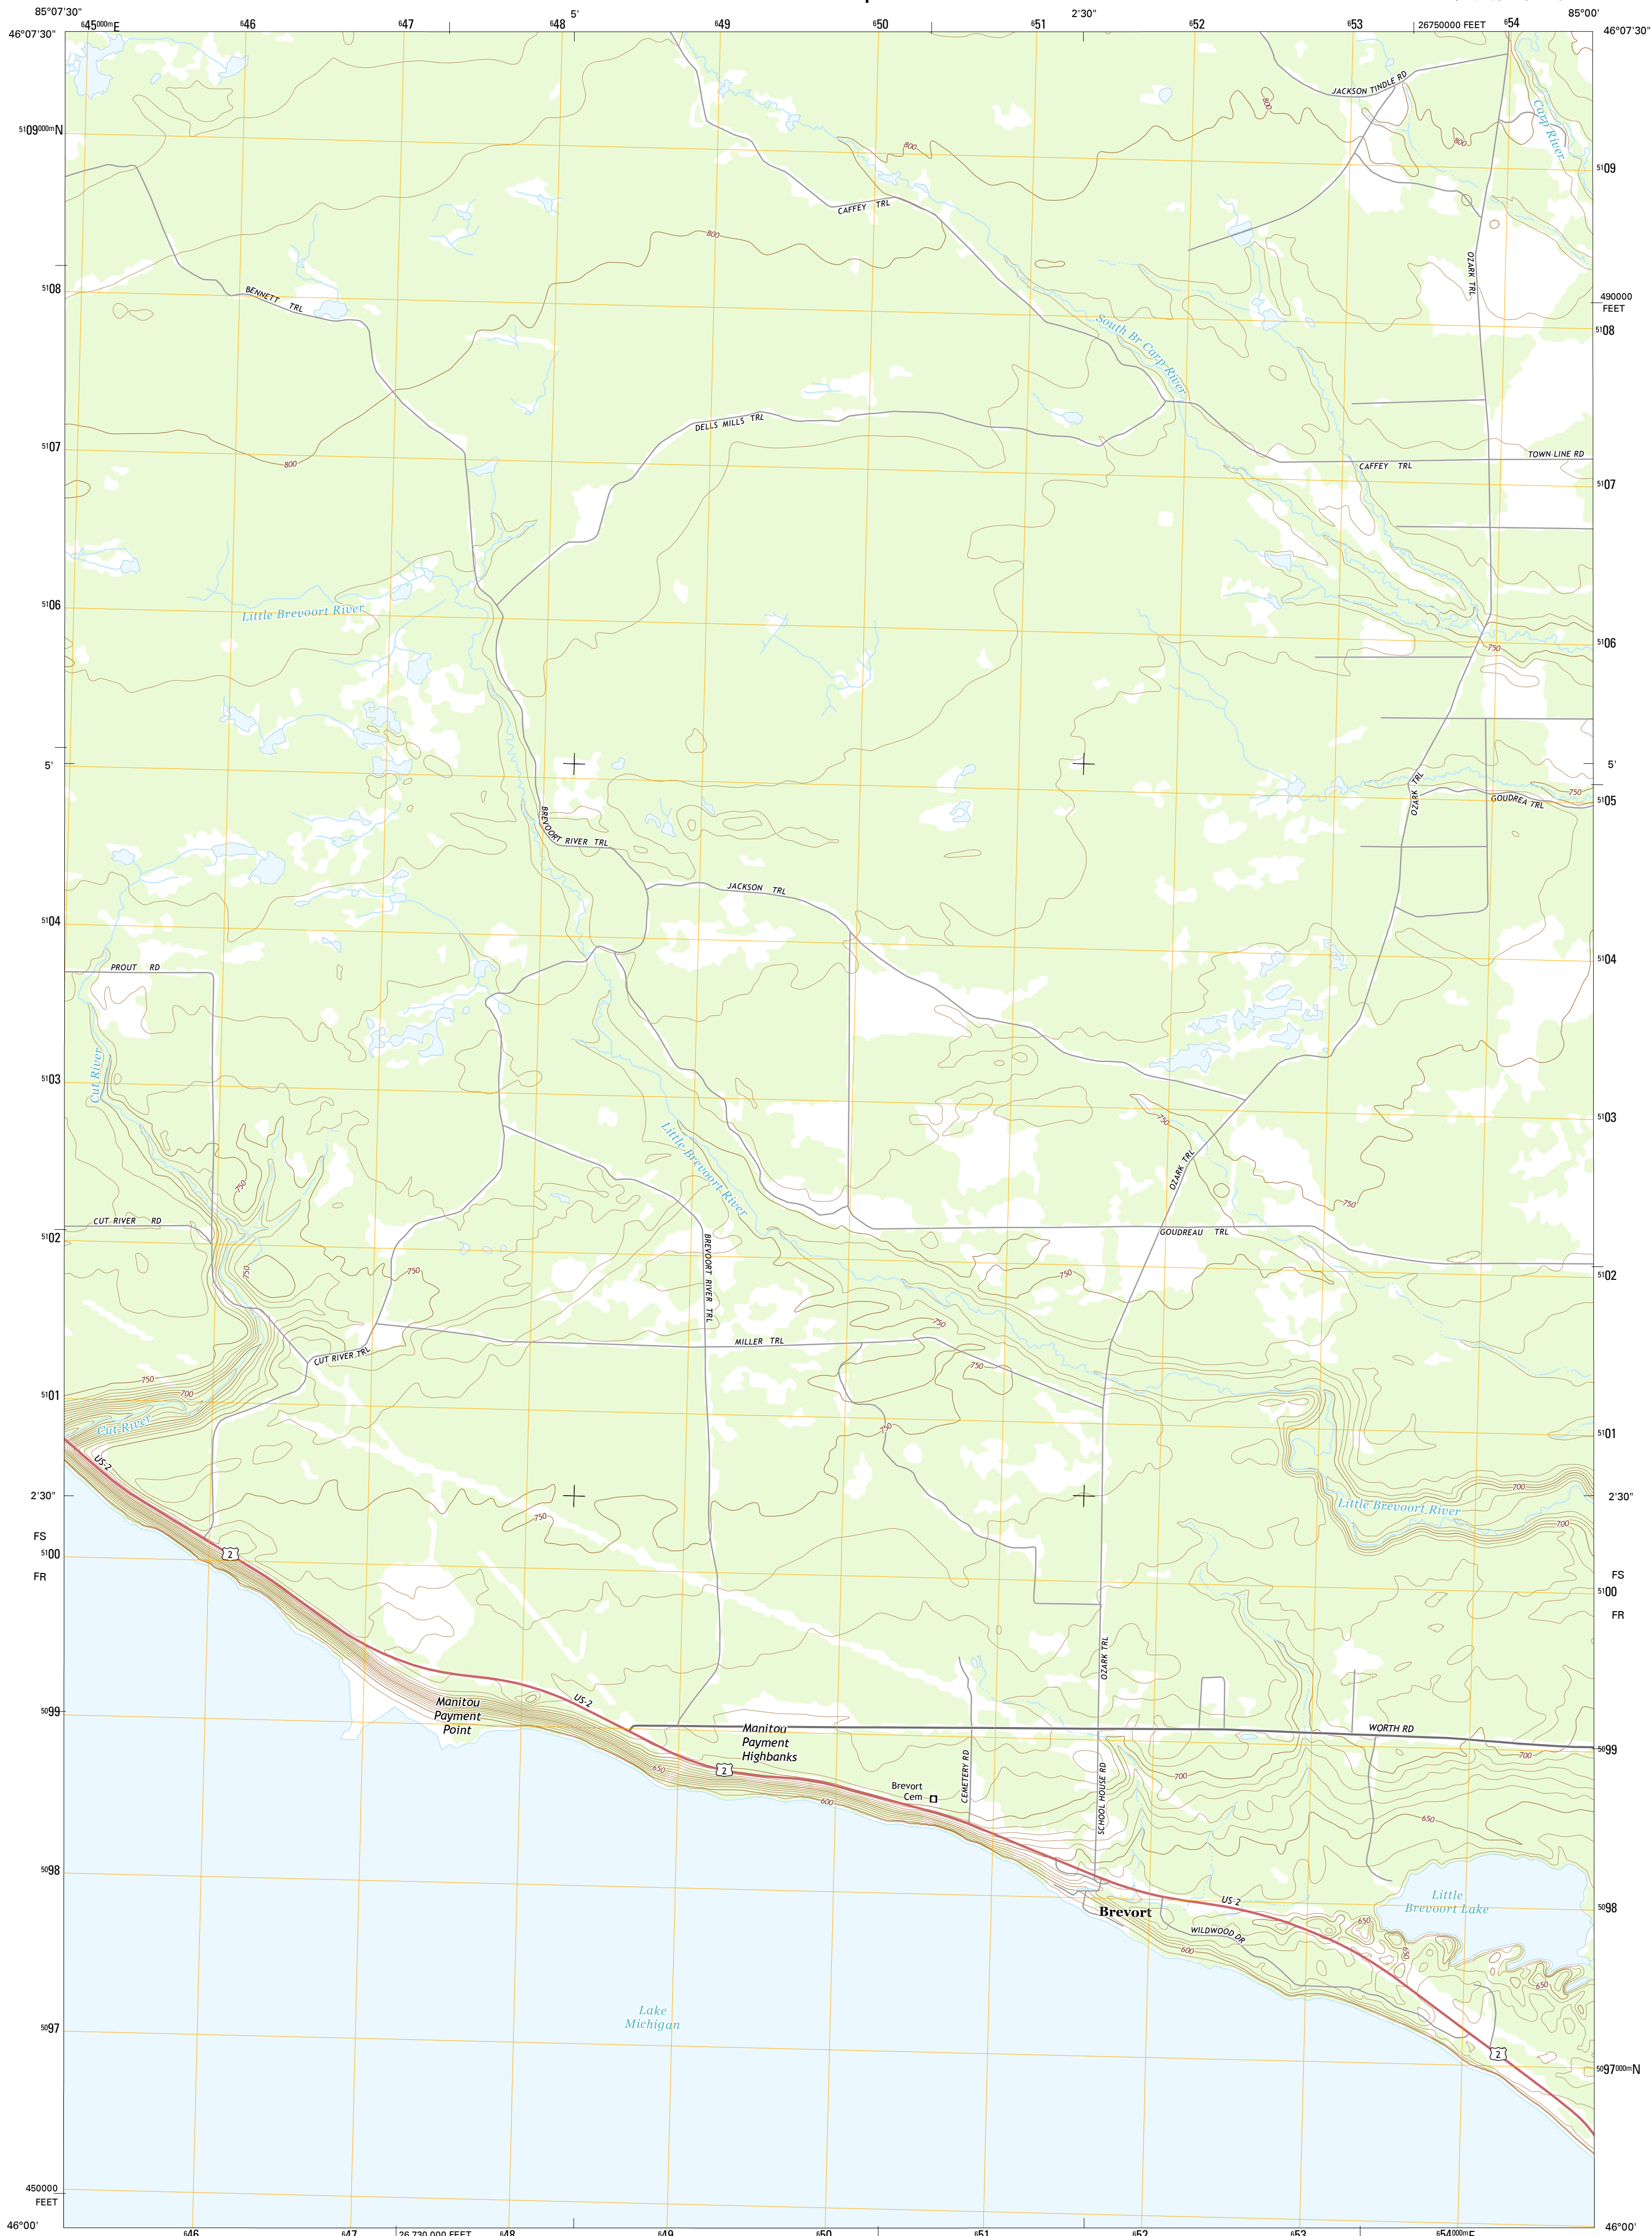 85°07'30"
⁶45⁰⁰⁰ᵐE
⁶46
⁶47
⁶48
5'
⁶49
⁶50
⁶51
2'30"
⁶52
⁶53
26750000 FEET
⁶54
85°00'
46°07'30"
46°07'30"
JACKSON TINDLE RD
800
Carp River
⁵¹09⁰⁰⁰ᵐN
800
800
⁵¹09
CAFFEY TRL
800
OZARK TRL
⁵¹08
BENNETT TRL
490000
FEET
South Br Carp River
⁵¹08
DELLS MILLS TRL
⁵¹07
800
CAFFEY TRL
TOWN LINE RD
⁵¹07
⁵¹06
Little Brevoort River
⁵¹06
750
5'
5'
OZARK TRL
750
GOUDREA TRL
⁵¹05
BREVOORT RIVER TRL
JACKSON TRL
⁵¹04
⁵¹04
PROUT RD
Cut River
⁵¹03
750
⁵¹03
Little Brevoort River
OZARK TRL
750
750
CUT RIVER RD
⁵¹02
GOUDREAU TRL
750
750
BREVOORT RIVER TRL
750
⁵¹02
750
MILLER TRL
CUT RIVER TRL
750
750
700
⁵¹01
Cut River
750
⁵¹01
US-2
700
2'30"
2'30"
Little Brevoort River
750
700
FS
⁵¹00
FR
2
FS
⁵¹00
FR
OZARK TRL
Manitou
Payment
Point
US-2
⁵⁰99
Manitou
Payment
Highbanks
WORTH RD
⁵⁰99
700
650
2
CEMETERY RD
SCHOOL HOUSE RD
700
Brevort
Cem
600
650
⁵⁰98
Little
Brevoort Lake
US-2
⁵⁰98
Brevort
650
WILDWOOD DR
600
650
650
Lake
Michigan
⁵⁰97
2
⁵⁰97⁰⁰⁰ᵐN
450000
FEET
46°00'
⁶46
⁶47
26 730 000 FEET
⁶48
⁶49
⁶50
⁶51
⁶52
⁶53
⁶54⁰⁰⁰ᵐE
46°00'